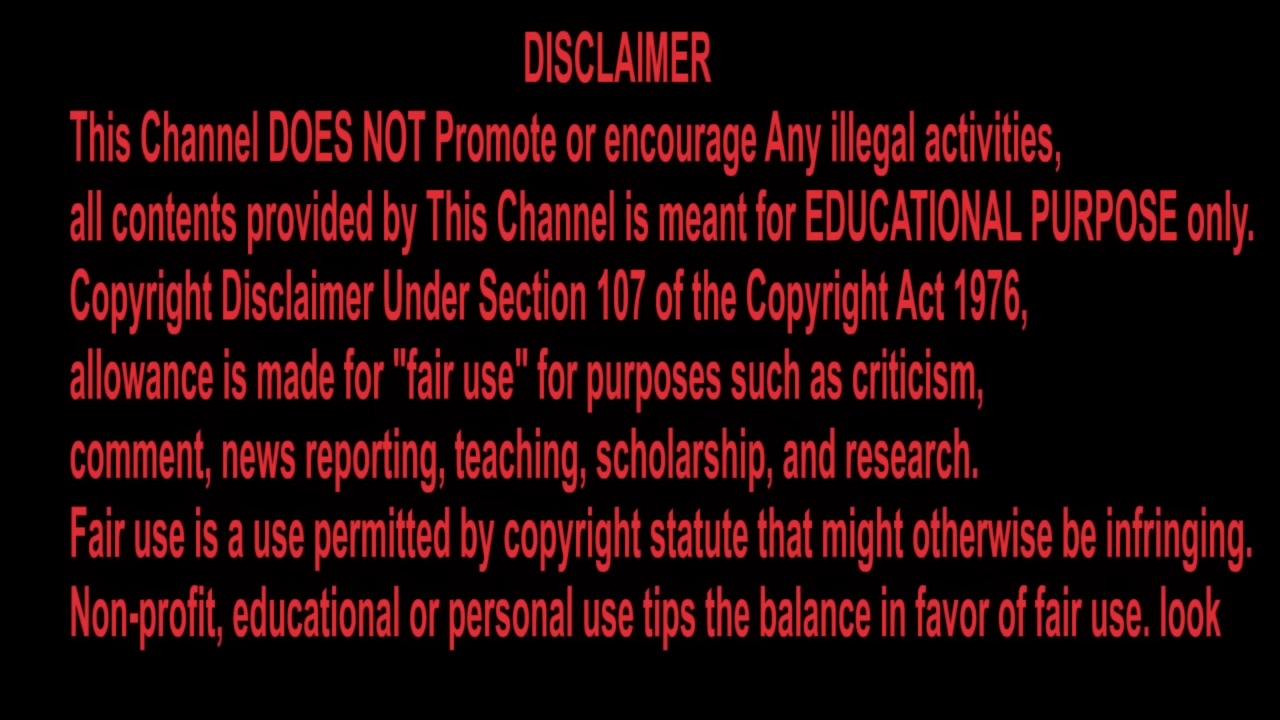 DISCLAIMER
This Channel DOES NOT Promote or encourage Any illegal activities,
all contents provided by This Channel is meant for EDUCATIONAL PURPOSE only.
Copyright Disclaimer Under Section 107 of the Copyright Act 1976,
allowance is made for "fair use" for purposes such as criticism,
comment, news reporting, teaching, scholarship, and research.
Fair use is a use permitted by copyright statute that might otherwise be infringing.
Non-profit, educational or personal use tips the balance in favor of fair use. look